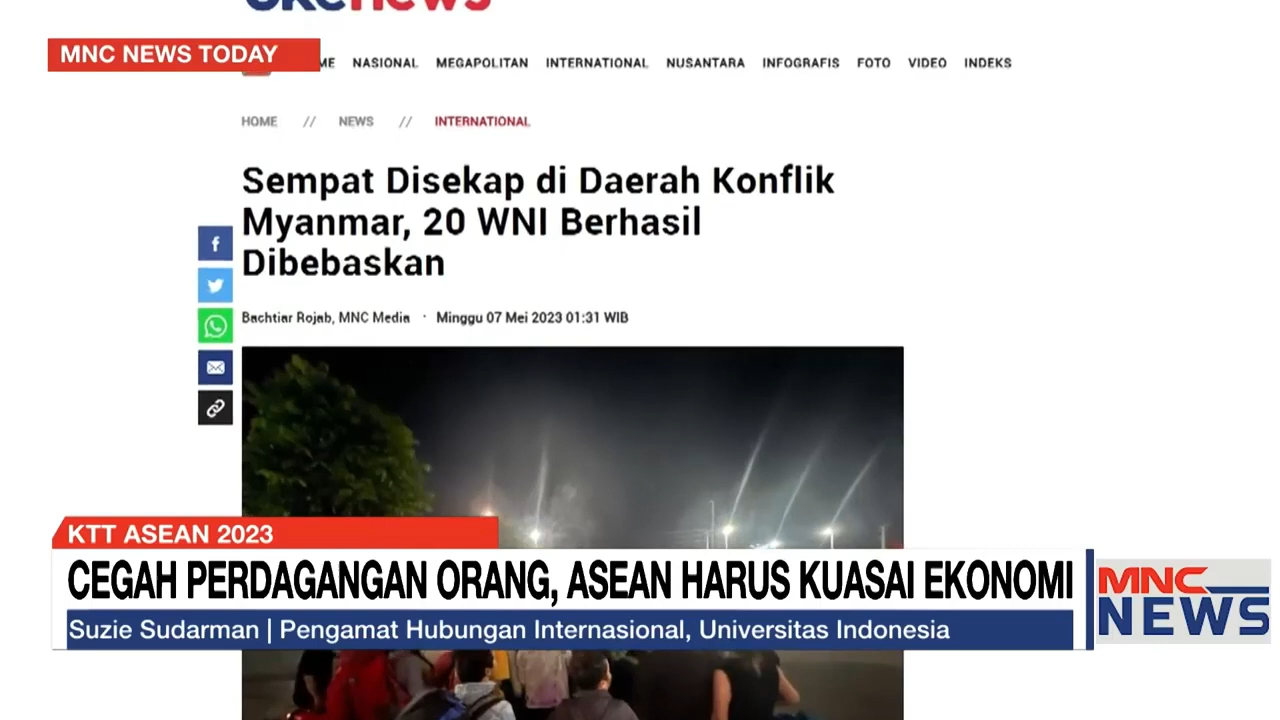 okenews
MNC NEWS TODAY
ME NASIONAL MEGAPOLITAN INTERNATIONAL NUSANTARA INFOGRAFIS FOTO VIDEO INDEKS
HOME // NEWS // INTERNATIONAL
Sempat Disekap di Daerah Konflik
Myanmar, 20 WNI Berhasil
Dibebaskan
Bachtiar Rojab, MNC Media · Minggu 07 Mei 2023 01:31 WIB
KTT ASEAN 2023
CEGAH PERDAGANGAN ORANG, ASEAN HARUS KUASAI EKONOMI
Suzie Sudarman | Pengamat Hubungan Internasional, Universitas Indonesia
MNC
NEWS